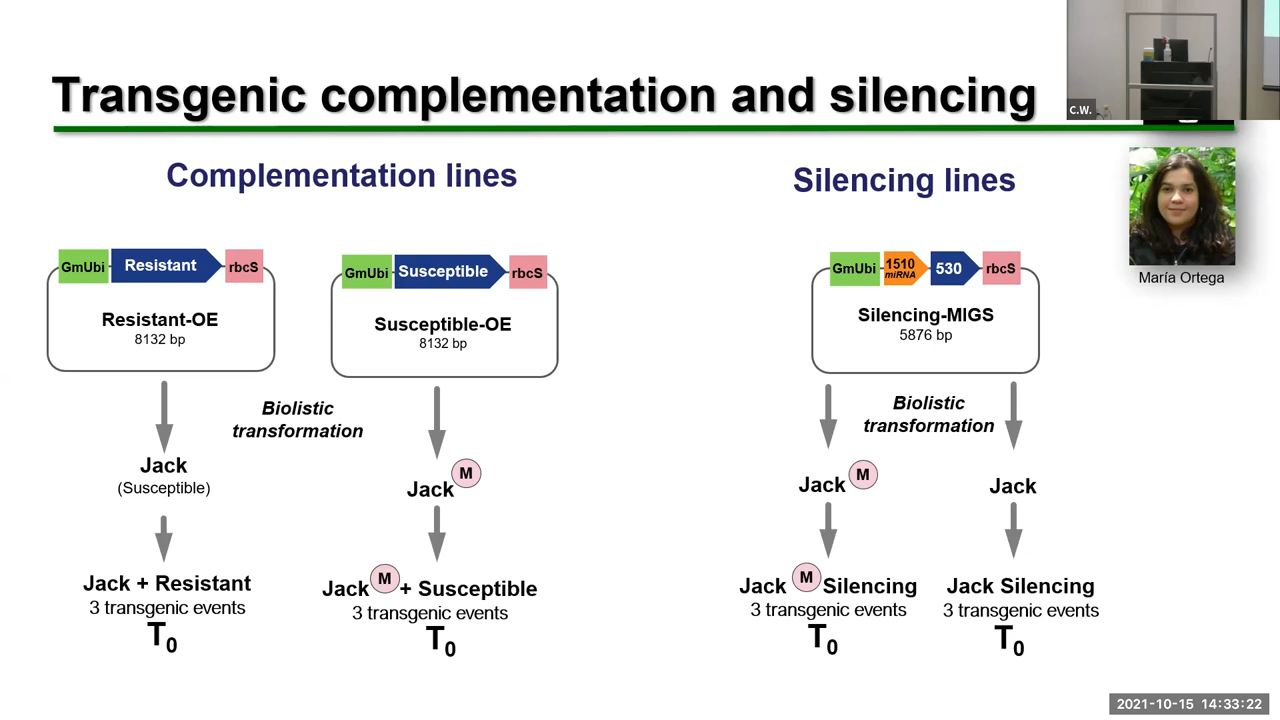 Transgenic complementation and silencing
C.W.
Complementation lines
Silencing lines
María Ortega
GmUbi Resistant rbcS
Resistant-OE
8132 bp
GmUbi Susceptible rbcS
Susceptible-OE
8132 bp
GmUbi 1510 miRNA 530 rbcS
Silencing-MIGS
5876 bp
Biolistic
transformation
Biolistic
transformation
Jack
(Susceptible)
Jack M
Jack M
Jack
Jack + Resistant
3 transgenic events
T0
Jack M + Susceptible
3 transgenic events
T0
Jack M Silencing
3 transgenic events
T0
Jack Silencing
3 transgenic events
T0
2021-10-15 14:33:22